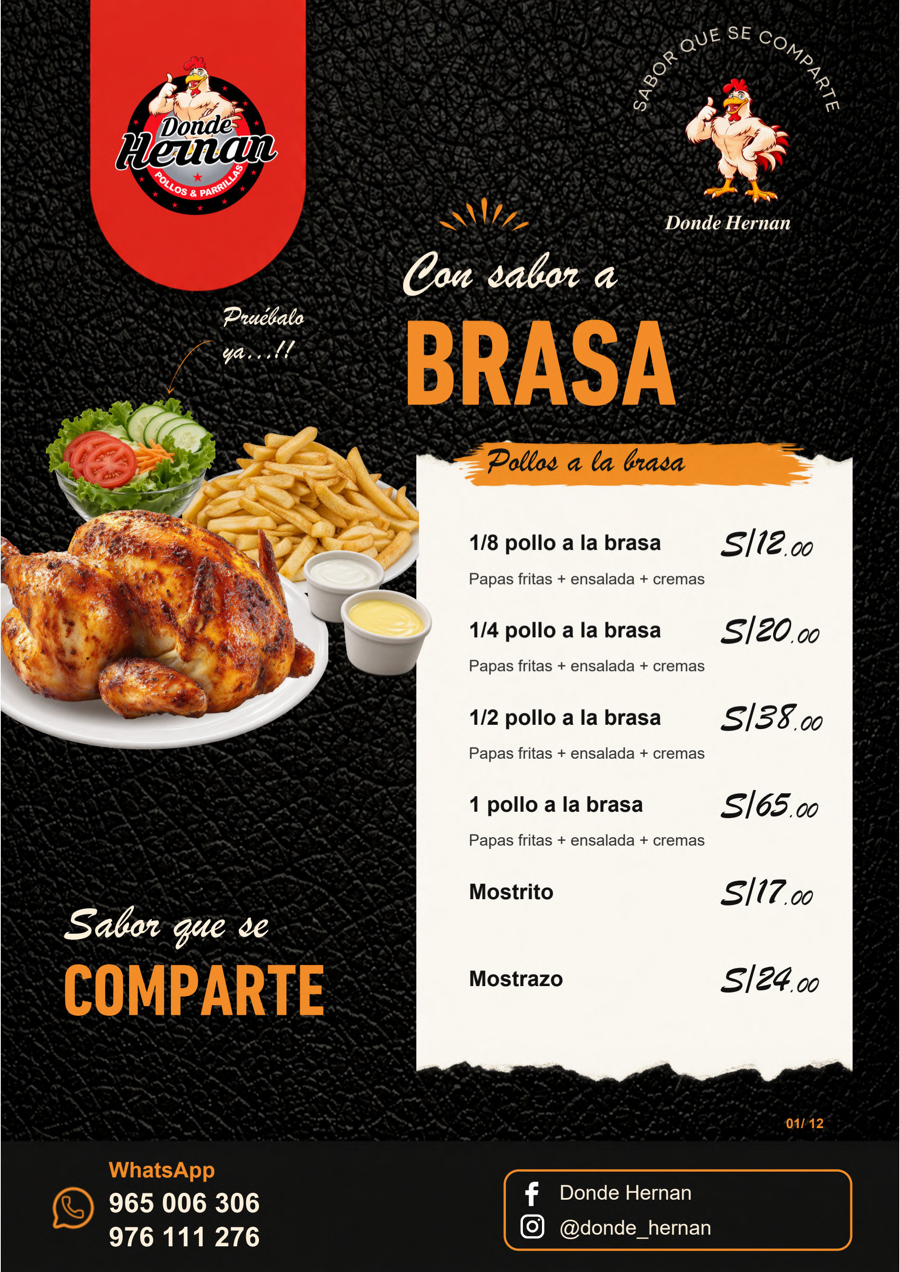 Donde
Hernan
POLLOS & PARRILLAS
SABOR QUE SE COMPARTE
Donde Hernan
Con sabor a
BRASA
Pruébalo
ya...!!
Pollos a la brasa
1/8 pollo a la brasa S/12.00
Papas fritas + ensalada + cremas
1/4 pollo a la brasa S/20.00
Papas fritas + ensalada + cremas
1/2 pollo a la brasa S/38.00
Papas fritas + ensalada + cremas
1 pollo a la brasa S/65.00
Papas fritas + ensalada + cremas
Mostrito S/17.00
Mostrazo S/24.00
Sabor que se
COMPARTE
01/ 12
WhatsApp
965 006 306
976 111 276
Donde Hernan
@donde_hernan